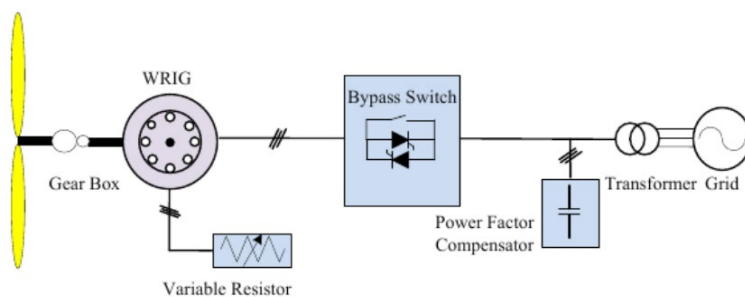 WRIG
Bypass Switch
Gear Box
Transformer
Grid
Power Factor
Compensator
Variable Resistor